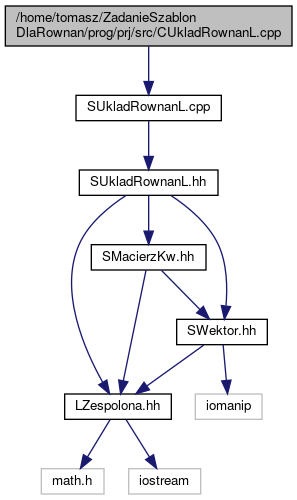 /home/tomasz/ZadanieSzablon
DlaRownan/prog/prj/src/CUkladRownanL.cpp
SUkladRownanL.cpp
SUkladRownanL.hh
SMacierzKw.hh
SWektor.hh
LZespolona.hh
iomanip
math.h
iostream